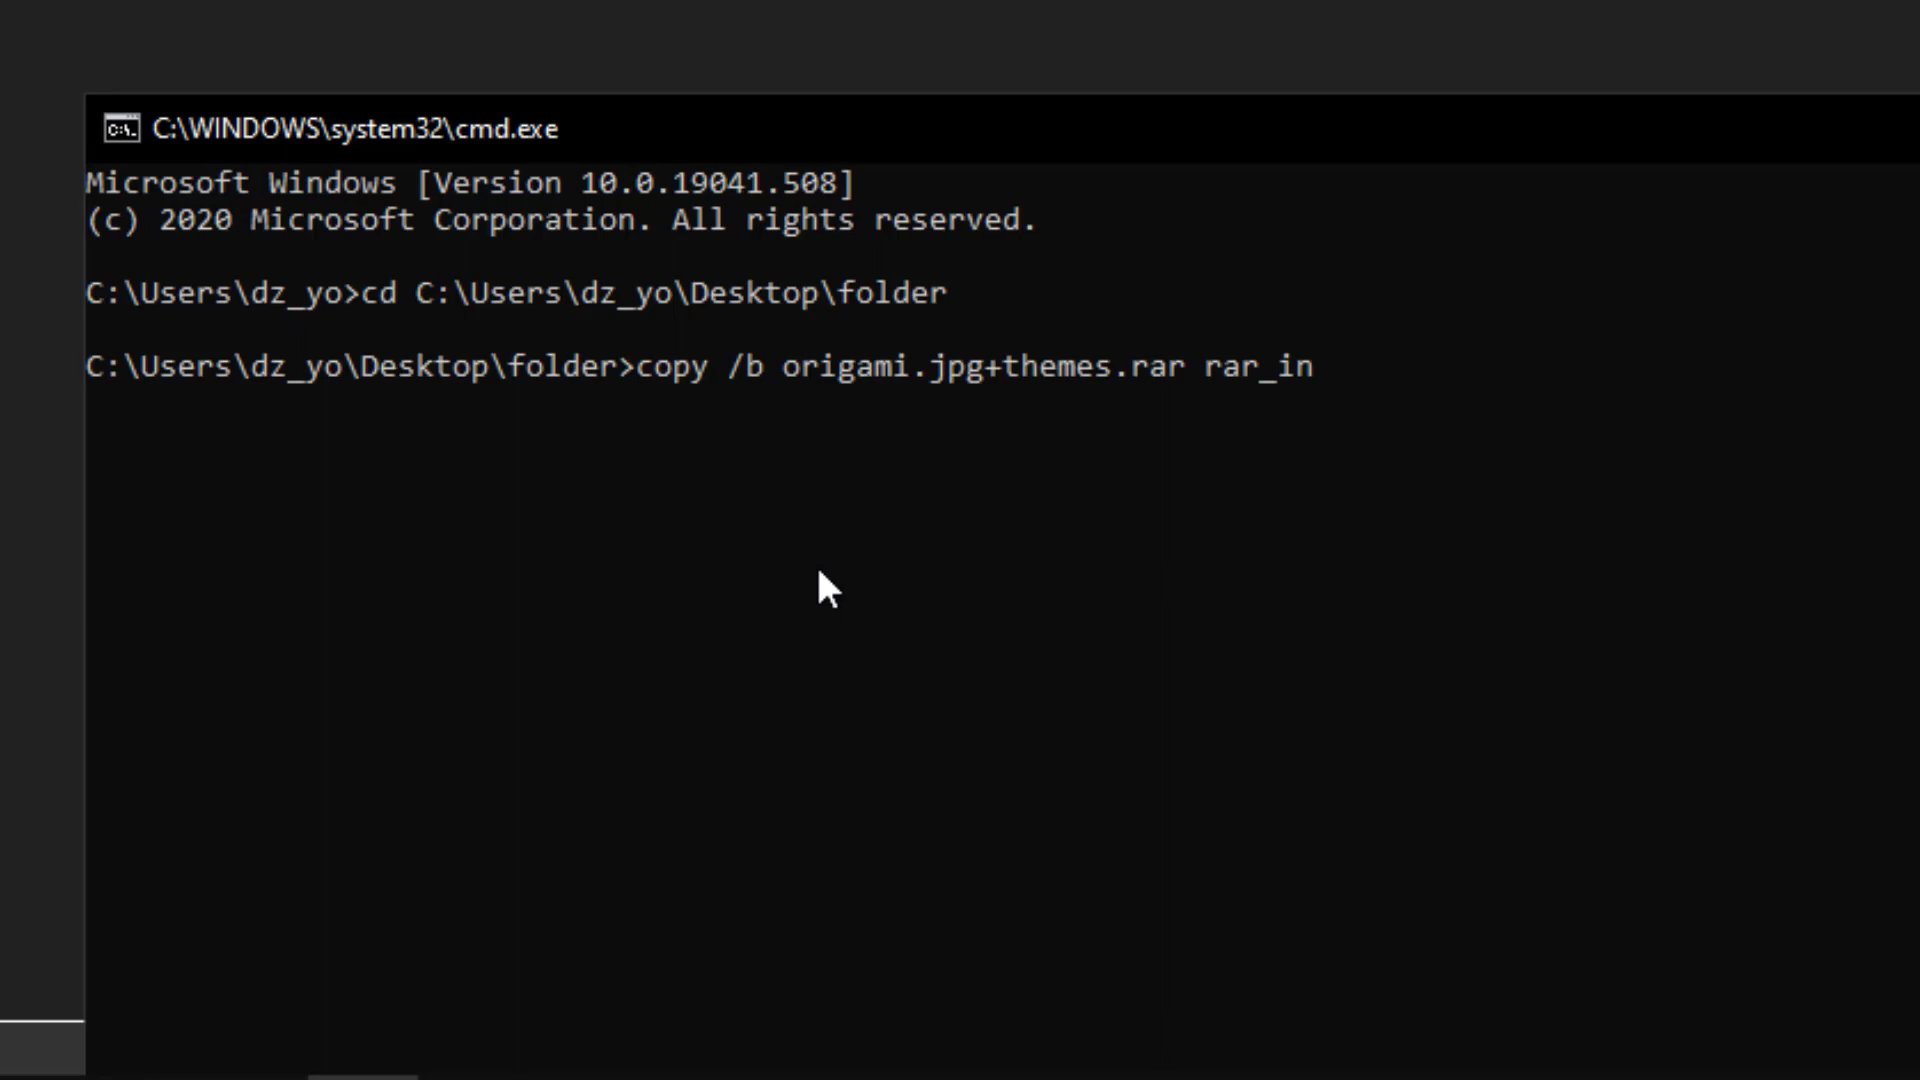 C:\WINDOWS\system32\cmd.exe
Microsoft Windows [Version 10.0.19041.508]
(c) 2020 Microsoft Corporation. All rights reserved.
C:\Users\dz_yo>cd C:\Users\dz_yo\Desktop\folder
C:\Users\dz_yo\Desktop\folder>copy /b origami.jpg+themes.rar rar_in